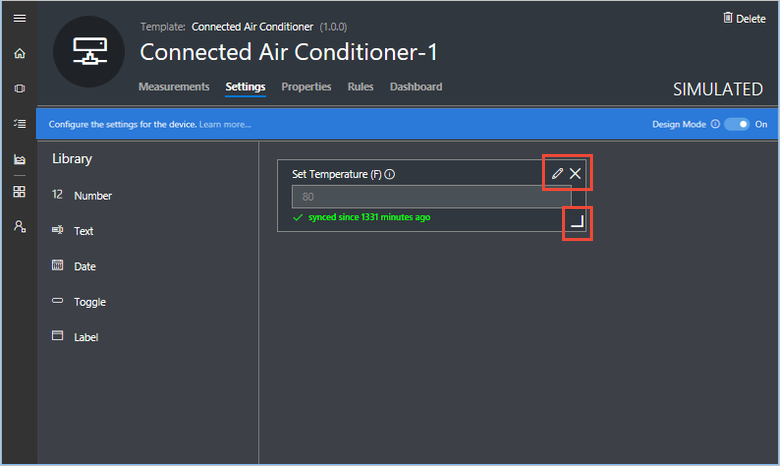 Template: Connected Air Conditioner (1.0.0)
Delete
Connected Air Conditioner-1
Measurements Settings Properties Rules Dashboard
SIMULATED
Configure the settings for the device. Learn more...
Design Mode On
Library
12 Number
Text
Date
Toggle
Label
Set Temperature (F)
80
synced since 1331 minutes ago